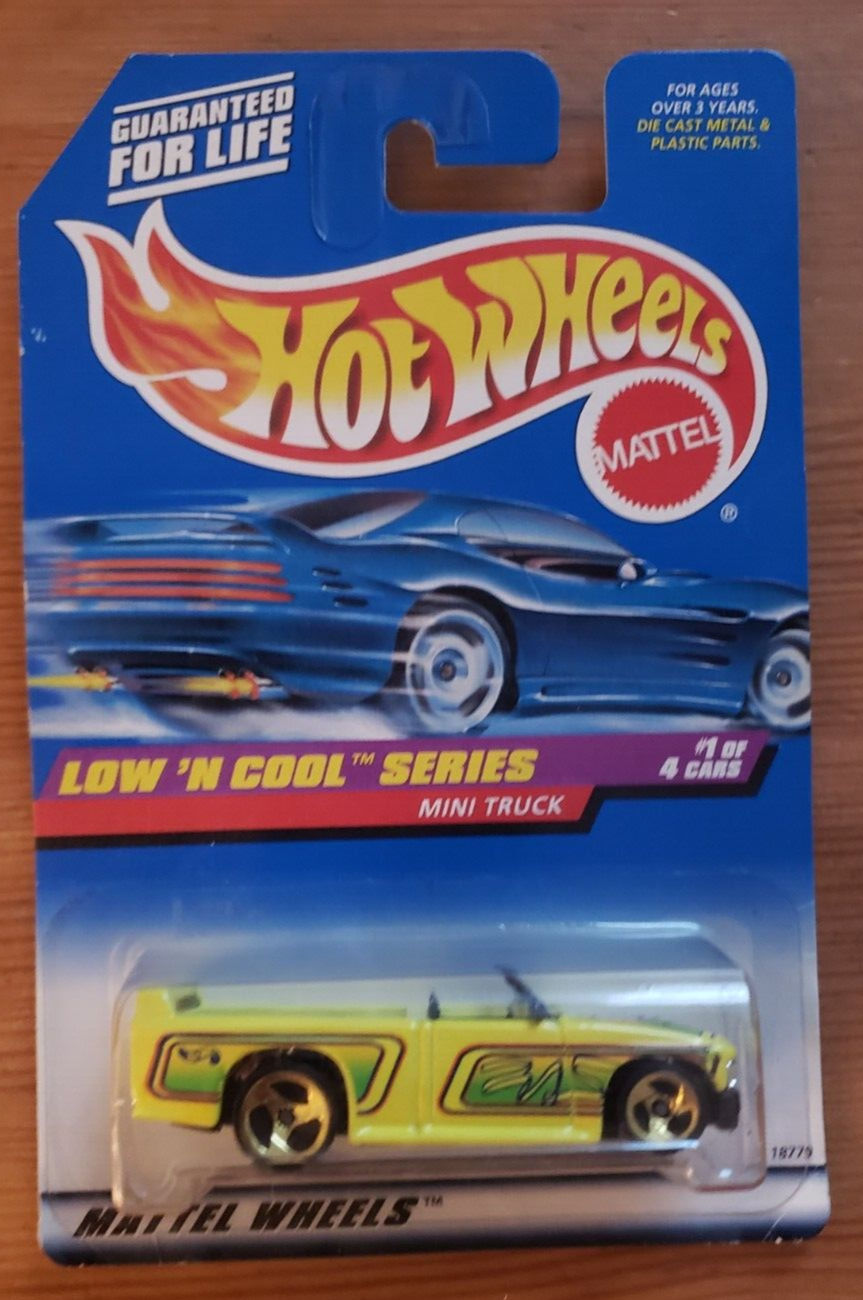 GUARANTEED
FOR LIFE
FOR AGES
OVER 3 YEARS.
DIE CAST METAL &
PLASTIC PARTS.
HOT WHEELS
MATTEL
®
LOW 'N COOL™ SERIES
#1 OF
4 CARS
MINI TRUCK
18779
MATTEL WHEELS™